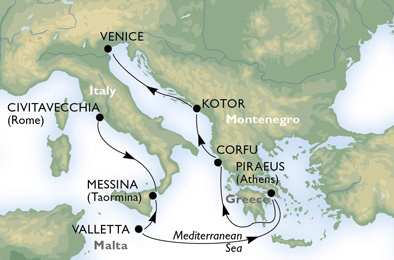 VENICE
Italy
CIVITAVECCHIA
(Rome)
KOTOR
Montenegro
CORFU
PIRAEUS
(Athens)
MESSINA
(Taormina)
Greece
VALLETTA
Malta
Mediterranean
Sea